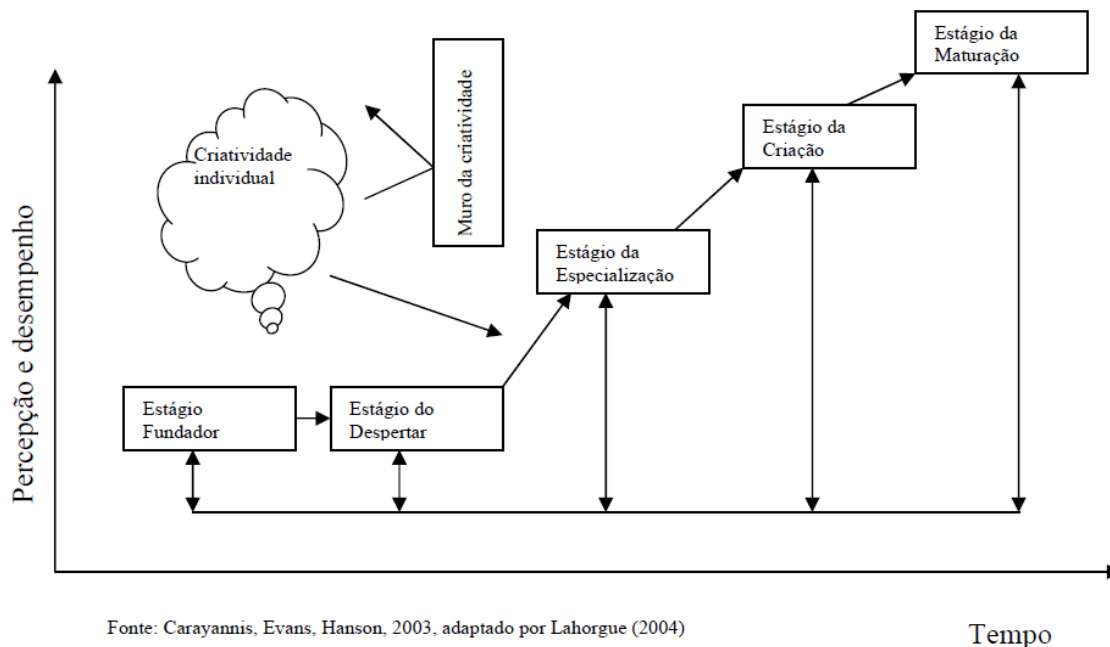 Estágio da
Maturação
Muro da criatividade
Estágio da
Criação
Criatividade
individual
Estágio da
Especialização
Percepção e desempenho
Estágio
Fundador
Estágio do
Despertar
Fonte: Carayannis, Evans, Hanson, 2003, adaptado por Lahorgue (2004)
Tempo